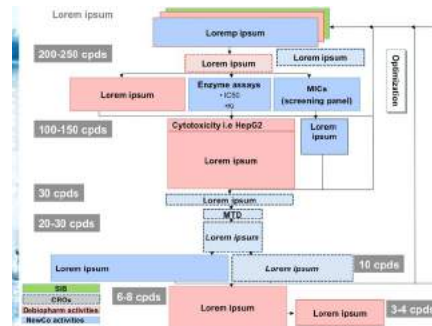 Lorem ipsum
Loremp ipsum
200-250 cpds
Lorem ipsum
Lorem ipsum
Optimization
Lorem ipsum
Enzyme assays
• IC50
•Ki
MICs
(screening panel)
100-150 cpds
Cytotoxicity i.e HepG2
Lorem ipsum
Lorem
ipsum
30 cpds
Lorem ipsum
MTD
20-30 cpds
Lorem ipsum
Lorem ipsum
Lorem ipsum
10 cpds
SIB
CROs
Debiopharm activities
NewCo activities
6-8 cpds
Lorem ipsum
Lorem ipsum
3-4 cpds